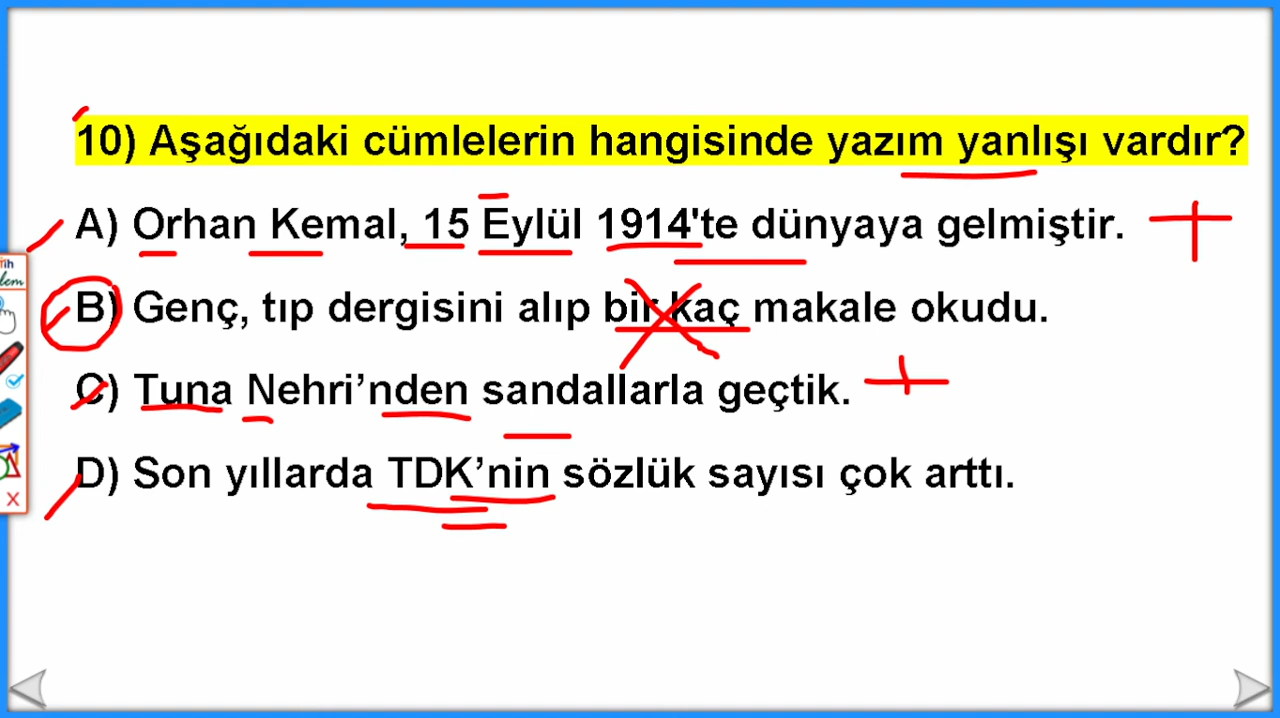 10) Aşağıdaki cümlelerin hangisinde yazım yanlışı vardır?
A) Orhan Kemal, 15 Eylül 1914'te dünyaya gelmiştir.
B) Genç, tıp dergisini alıp bir kaç makale okudu.
C) Tuna Nehri’nden sandallarla geçtik.
D) Son yıllarda TDK’nin sözlük sayısı çok arttı.